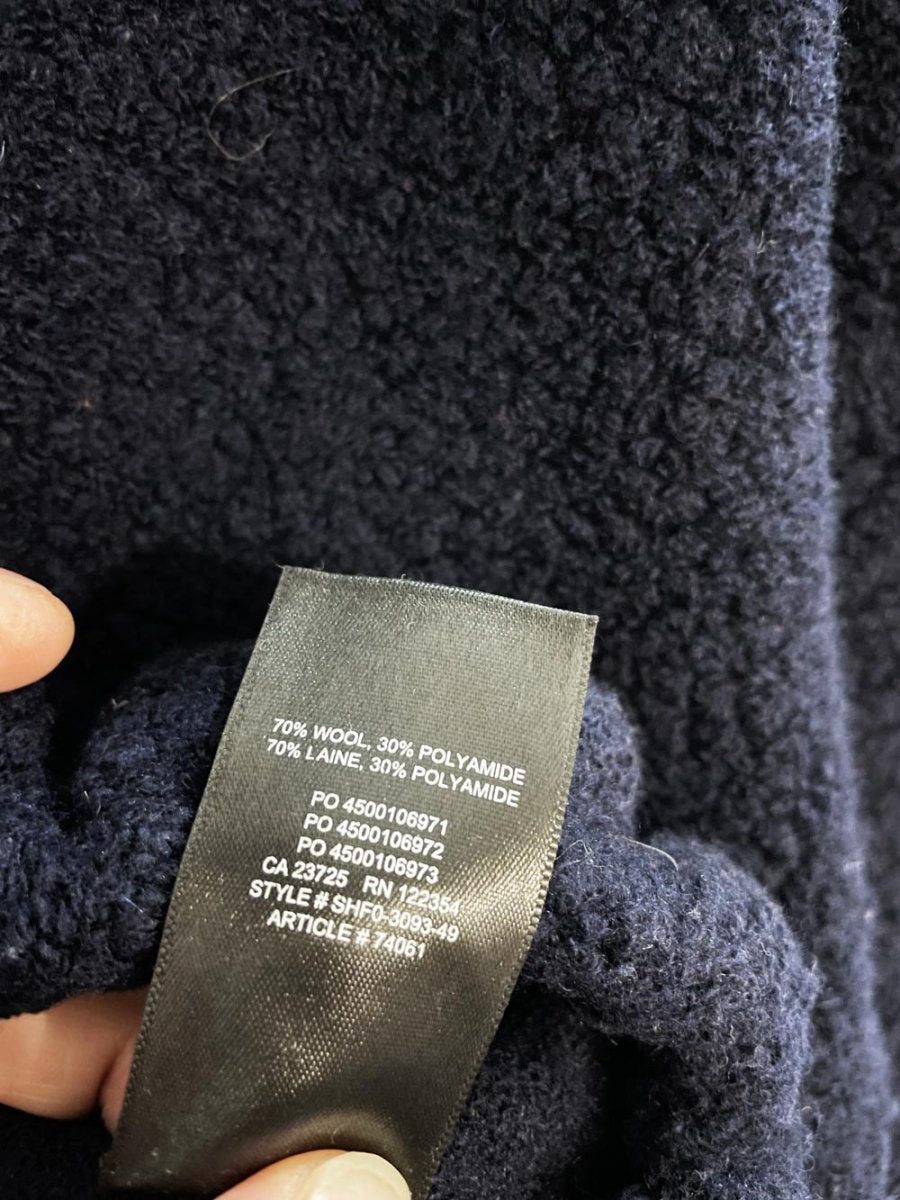 70% WOOL, 30% POLYAMIDE
70% LAINE, 30% POLYAMIDE
PO 4500106971
PO 4500106972
PO 4500106973
CA 23725 RN 122354
STYLE # SHF0-3093-49
ARTICLE # 74061